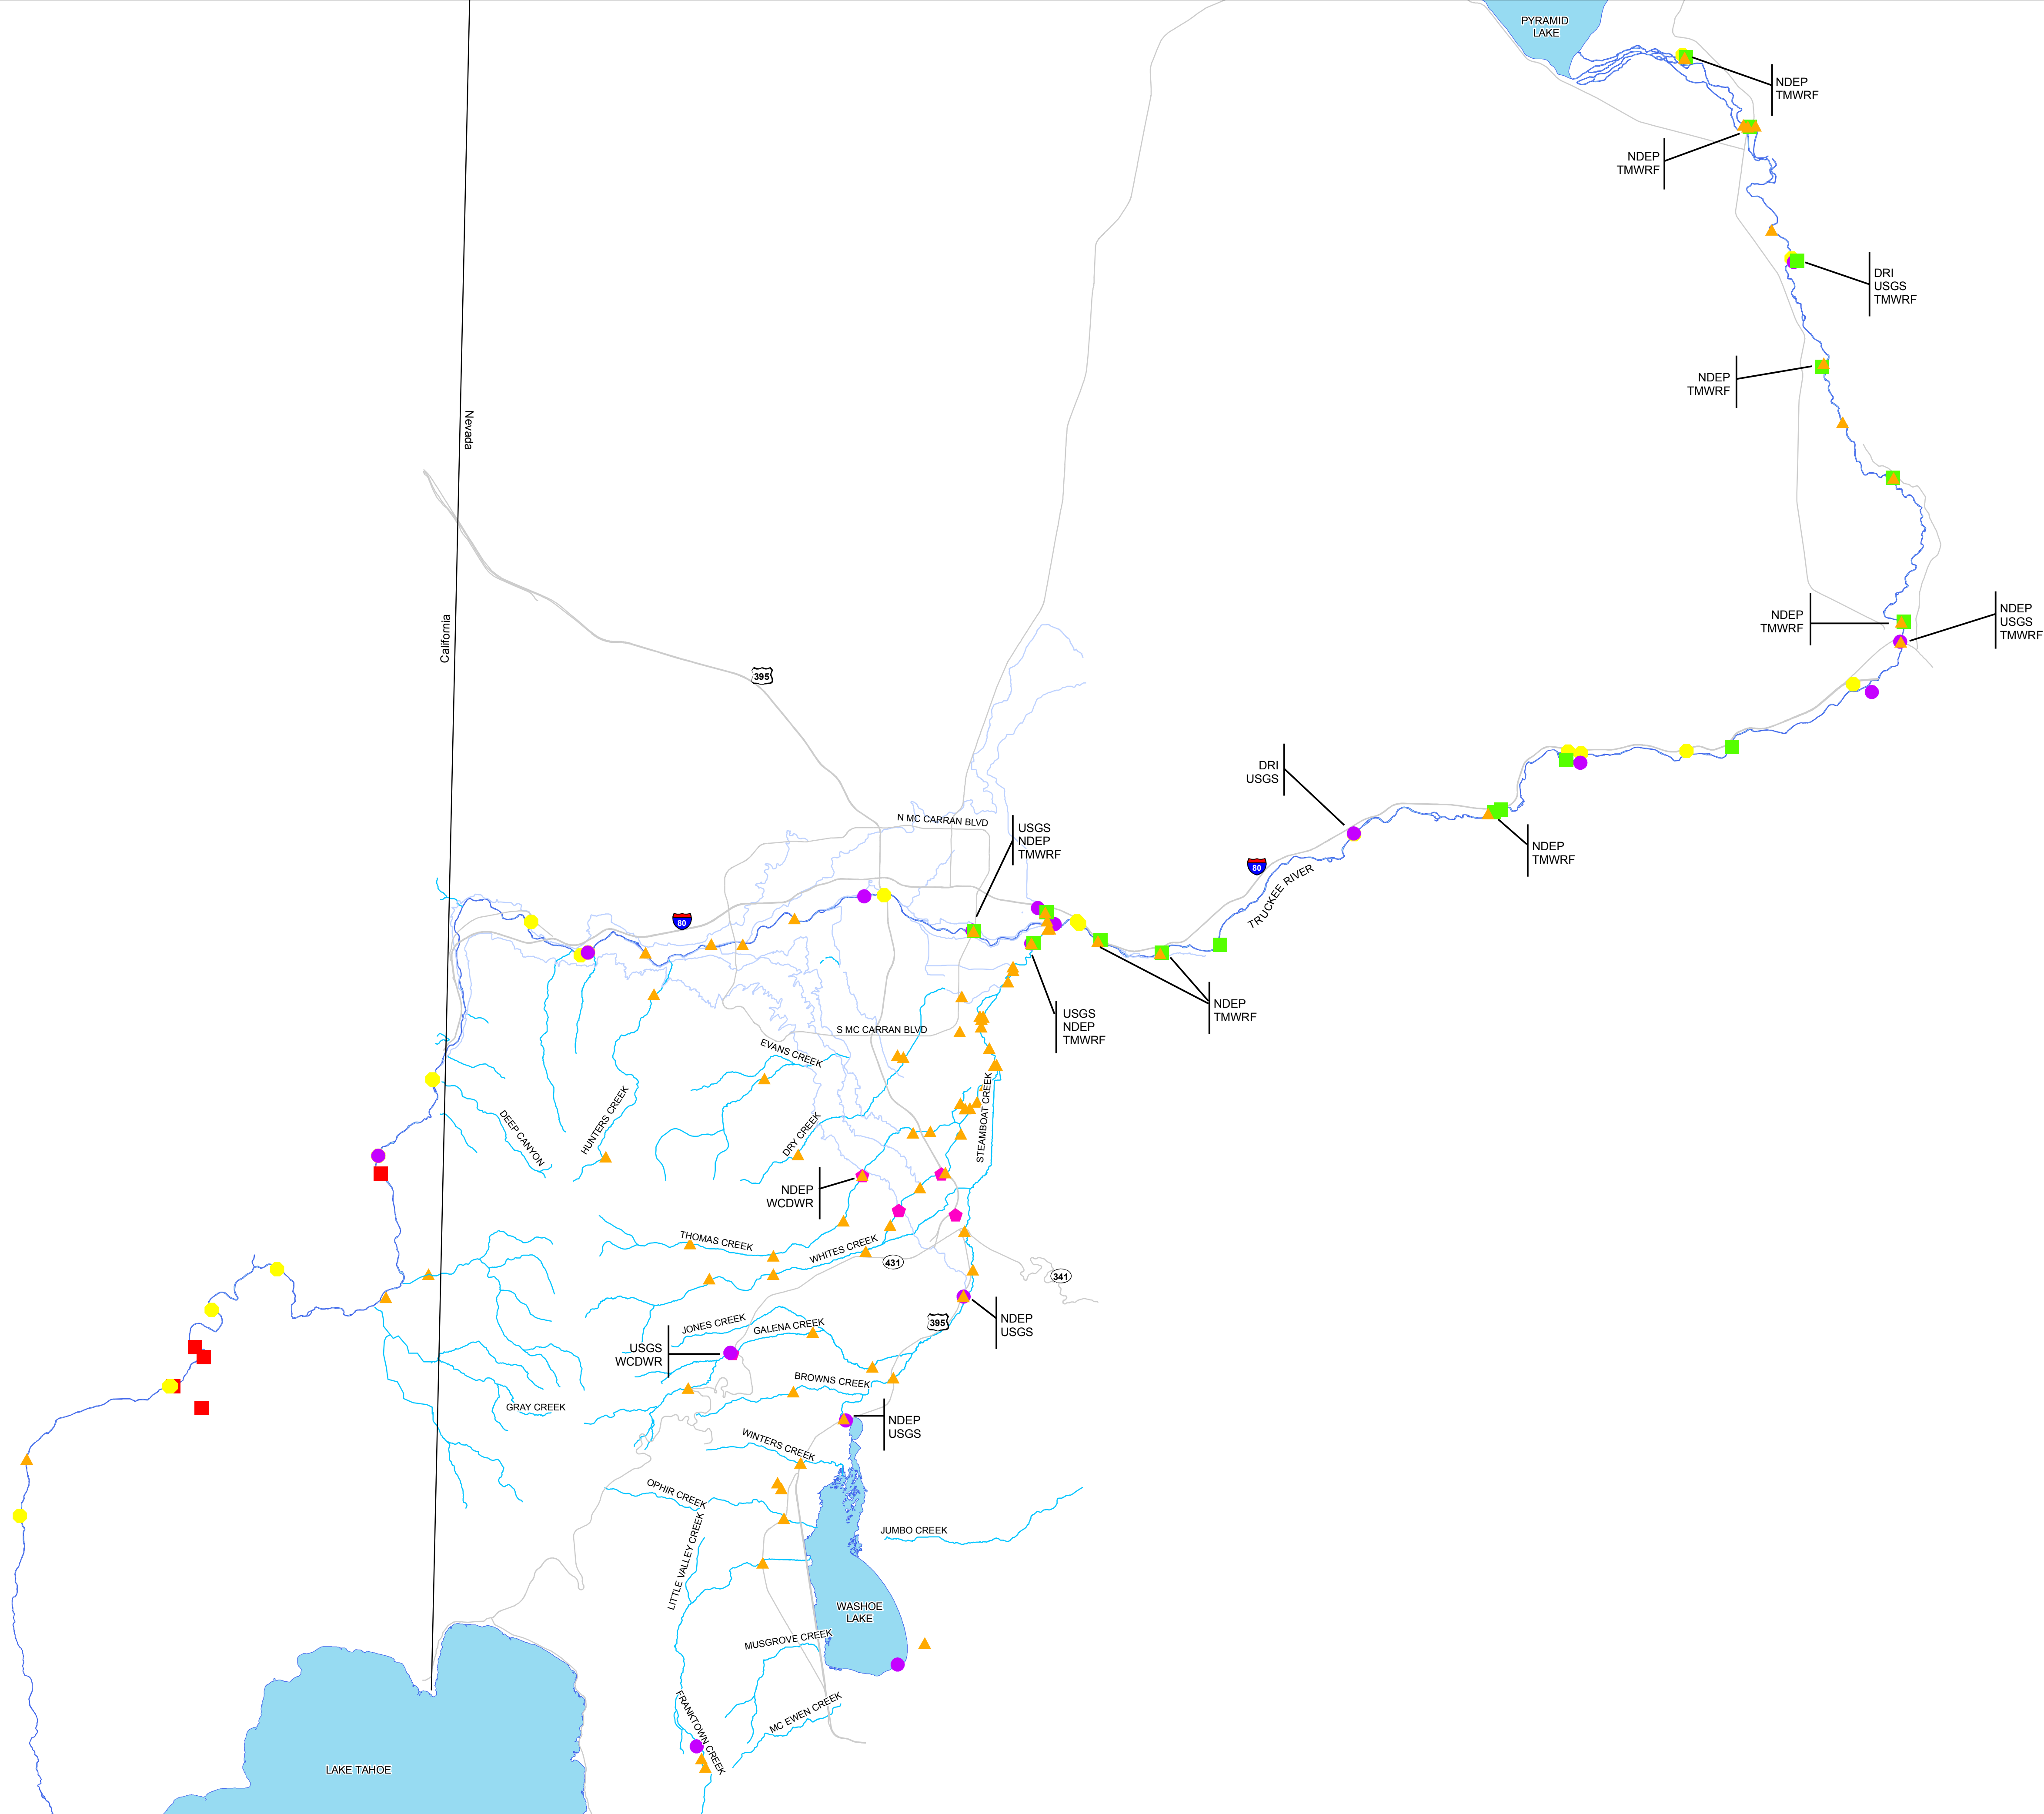 PYRAMID
LAKE
NDEP
TMWRF
NDEP
TMWRF
DRI
USGS
TMWRF
NDEP
TMWRF
Nevada
California
NDEP
TMWRF
NDEP
USGS
TMWRF
395
DRI
USGS
N MC CARRAN BLVD
USGS
NDEP
TMWRF
NDEP
TMWRF
80
TRUCKEE RIVER
80
NDEP
TMWRF
USGS
NDEP
TMWRF
S MC CARRAN BLVD
EVANS CREEK
DEEP CANYON
HUNTERS CREEK
DRY CREEK
STEAMBOAT CREEK
NDEP
WCDWR
THOMAS CREEK
WHITES CREEK
431
341
JONES CREEK
GALENA CREEK
395
NDEP
USGS
USGS
WCDWR
BROWNS CREEK
GRAY CREEK
NDEP
USGS
WINTERS CREEK
OPHIR CREEK
JUMBO CREEK
LITTLE VALLEY CREEK
WASHOE
LAKE
MUSGROVE CREEK
FRANKTOWN CREEK
MC EWEN CREEK
LAKE TAHOE